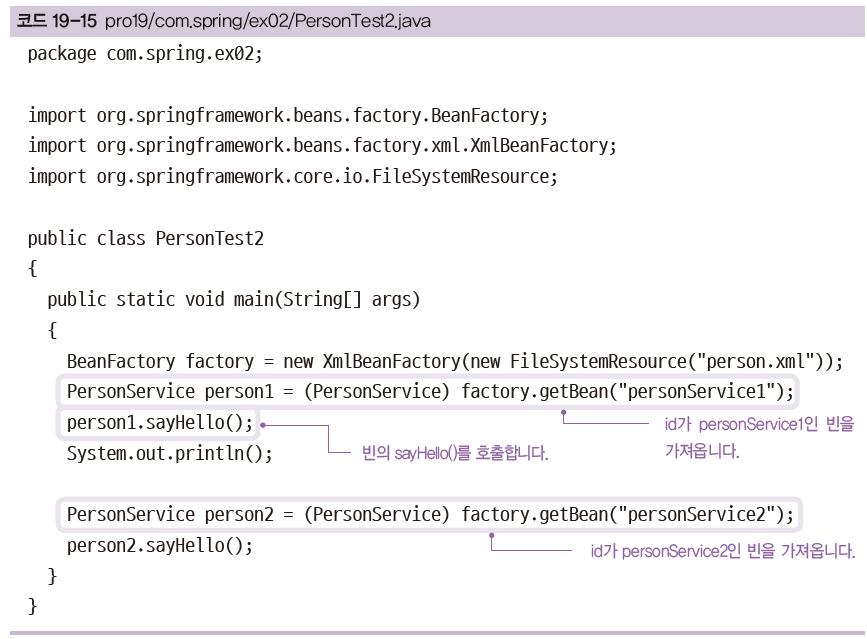 코드 19-15 pro19/com.spring/ex02/PersonTest2.java
package com.spring.ex02;
import org.springframework.beans.factory.BeanFactory;
import org.springframework.beans.factory.xml.XmlBeanFactory;
import org.springframework.core.io.FileSystemResource;
public class PersonTest2
{
public static void main(String[] args)
{
BeanFactory factory = new XmlBeanFactory(new FileSystemResource("person.xml"));
PersonService person1 = (PersonService) factory.getBean("personService1");
person1.sayHello();
id가 personService1인 빈을
가져옵니다.
빈의 sayHello()를 호출합니다.
System.out.println();
PersonService person2 = (PersonService) factory.getBean("personService2");
person2.sayHello();
id가 personService2인 빈을 가져옵니다.
}
}